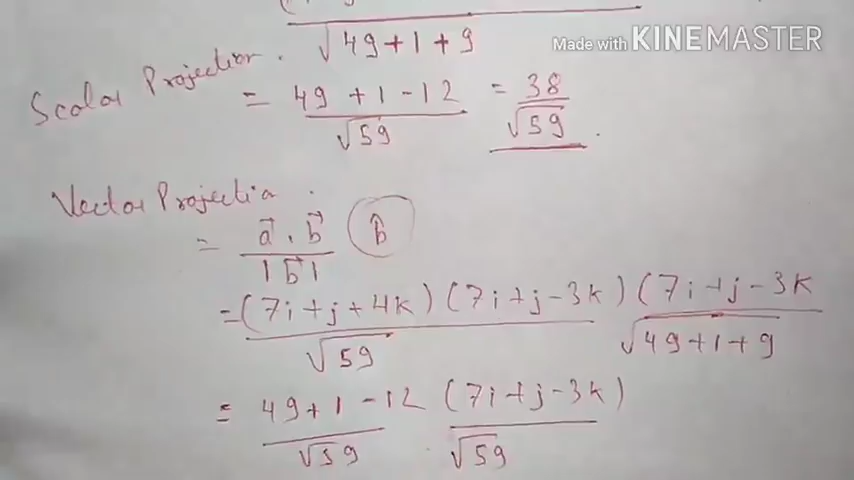 √49+1+9
Made with KINEMASTER
Scalar Projection.
= 49+1-12 / √59 = 38 / √59 .
Vector Projection .
= a⃗ . b⃗ / |b⃗| b̂
= (7i+j+4k) (7i+j-3k) / √59 (7i+j-3k / √49+1+9
= 49+1-12 / √59 (7i+j-3k) / √59